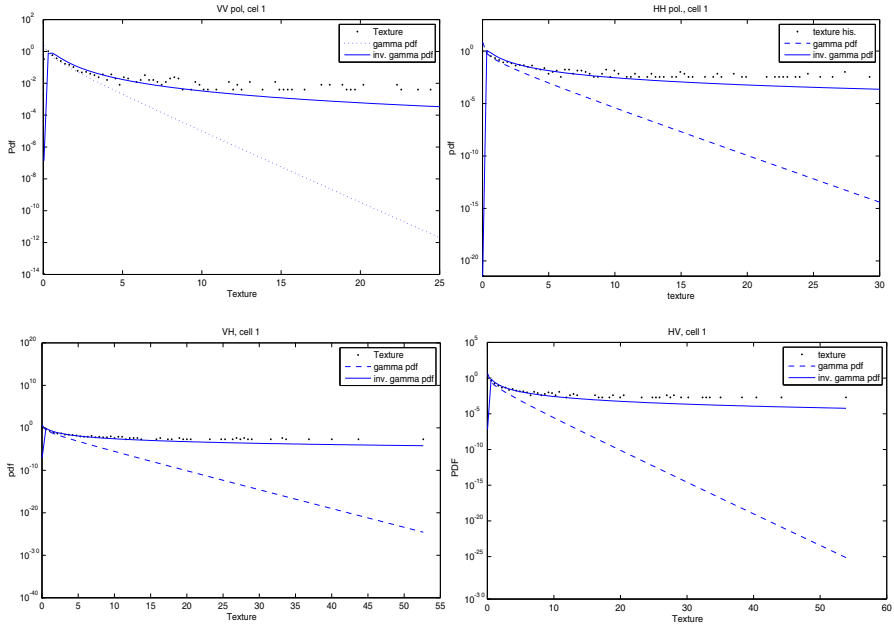 VV pol, cel 1
10^2
10^0
10^-2
10^-4
10^-6
10^-8
10^-10
10^-12
10^-14
Pdf
0 5 10 15 20 25
Texture
Texture
gamma pdf
inv. gamma pdf
HH pol., cell 1
10^0
10^-5
10^-10
10^-15
10^-20
pdf
0 5 10 15 20 25 30
texture
texture his.
gamma pdf
inv. gamma pdf
VH, cell 1
10^20
10^10
10^0
10^-10
10^-20
10^-30
10^-40
pdf
0 5 10 15 20 25 30 35 40 45 50 55
Texture
Texture
gamma pdf
inv. gamma pdf
HV, cell 1
10^5
10^0
10^-5
10^-10
10^-15
10^-20
10^-25
10^-30
PDF
0 10 20 30 40 50 60
Texture
texture
gamma pdf
inv. gamma pdf